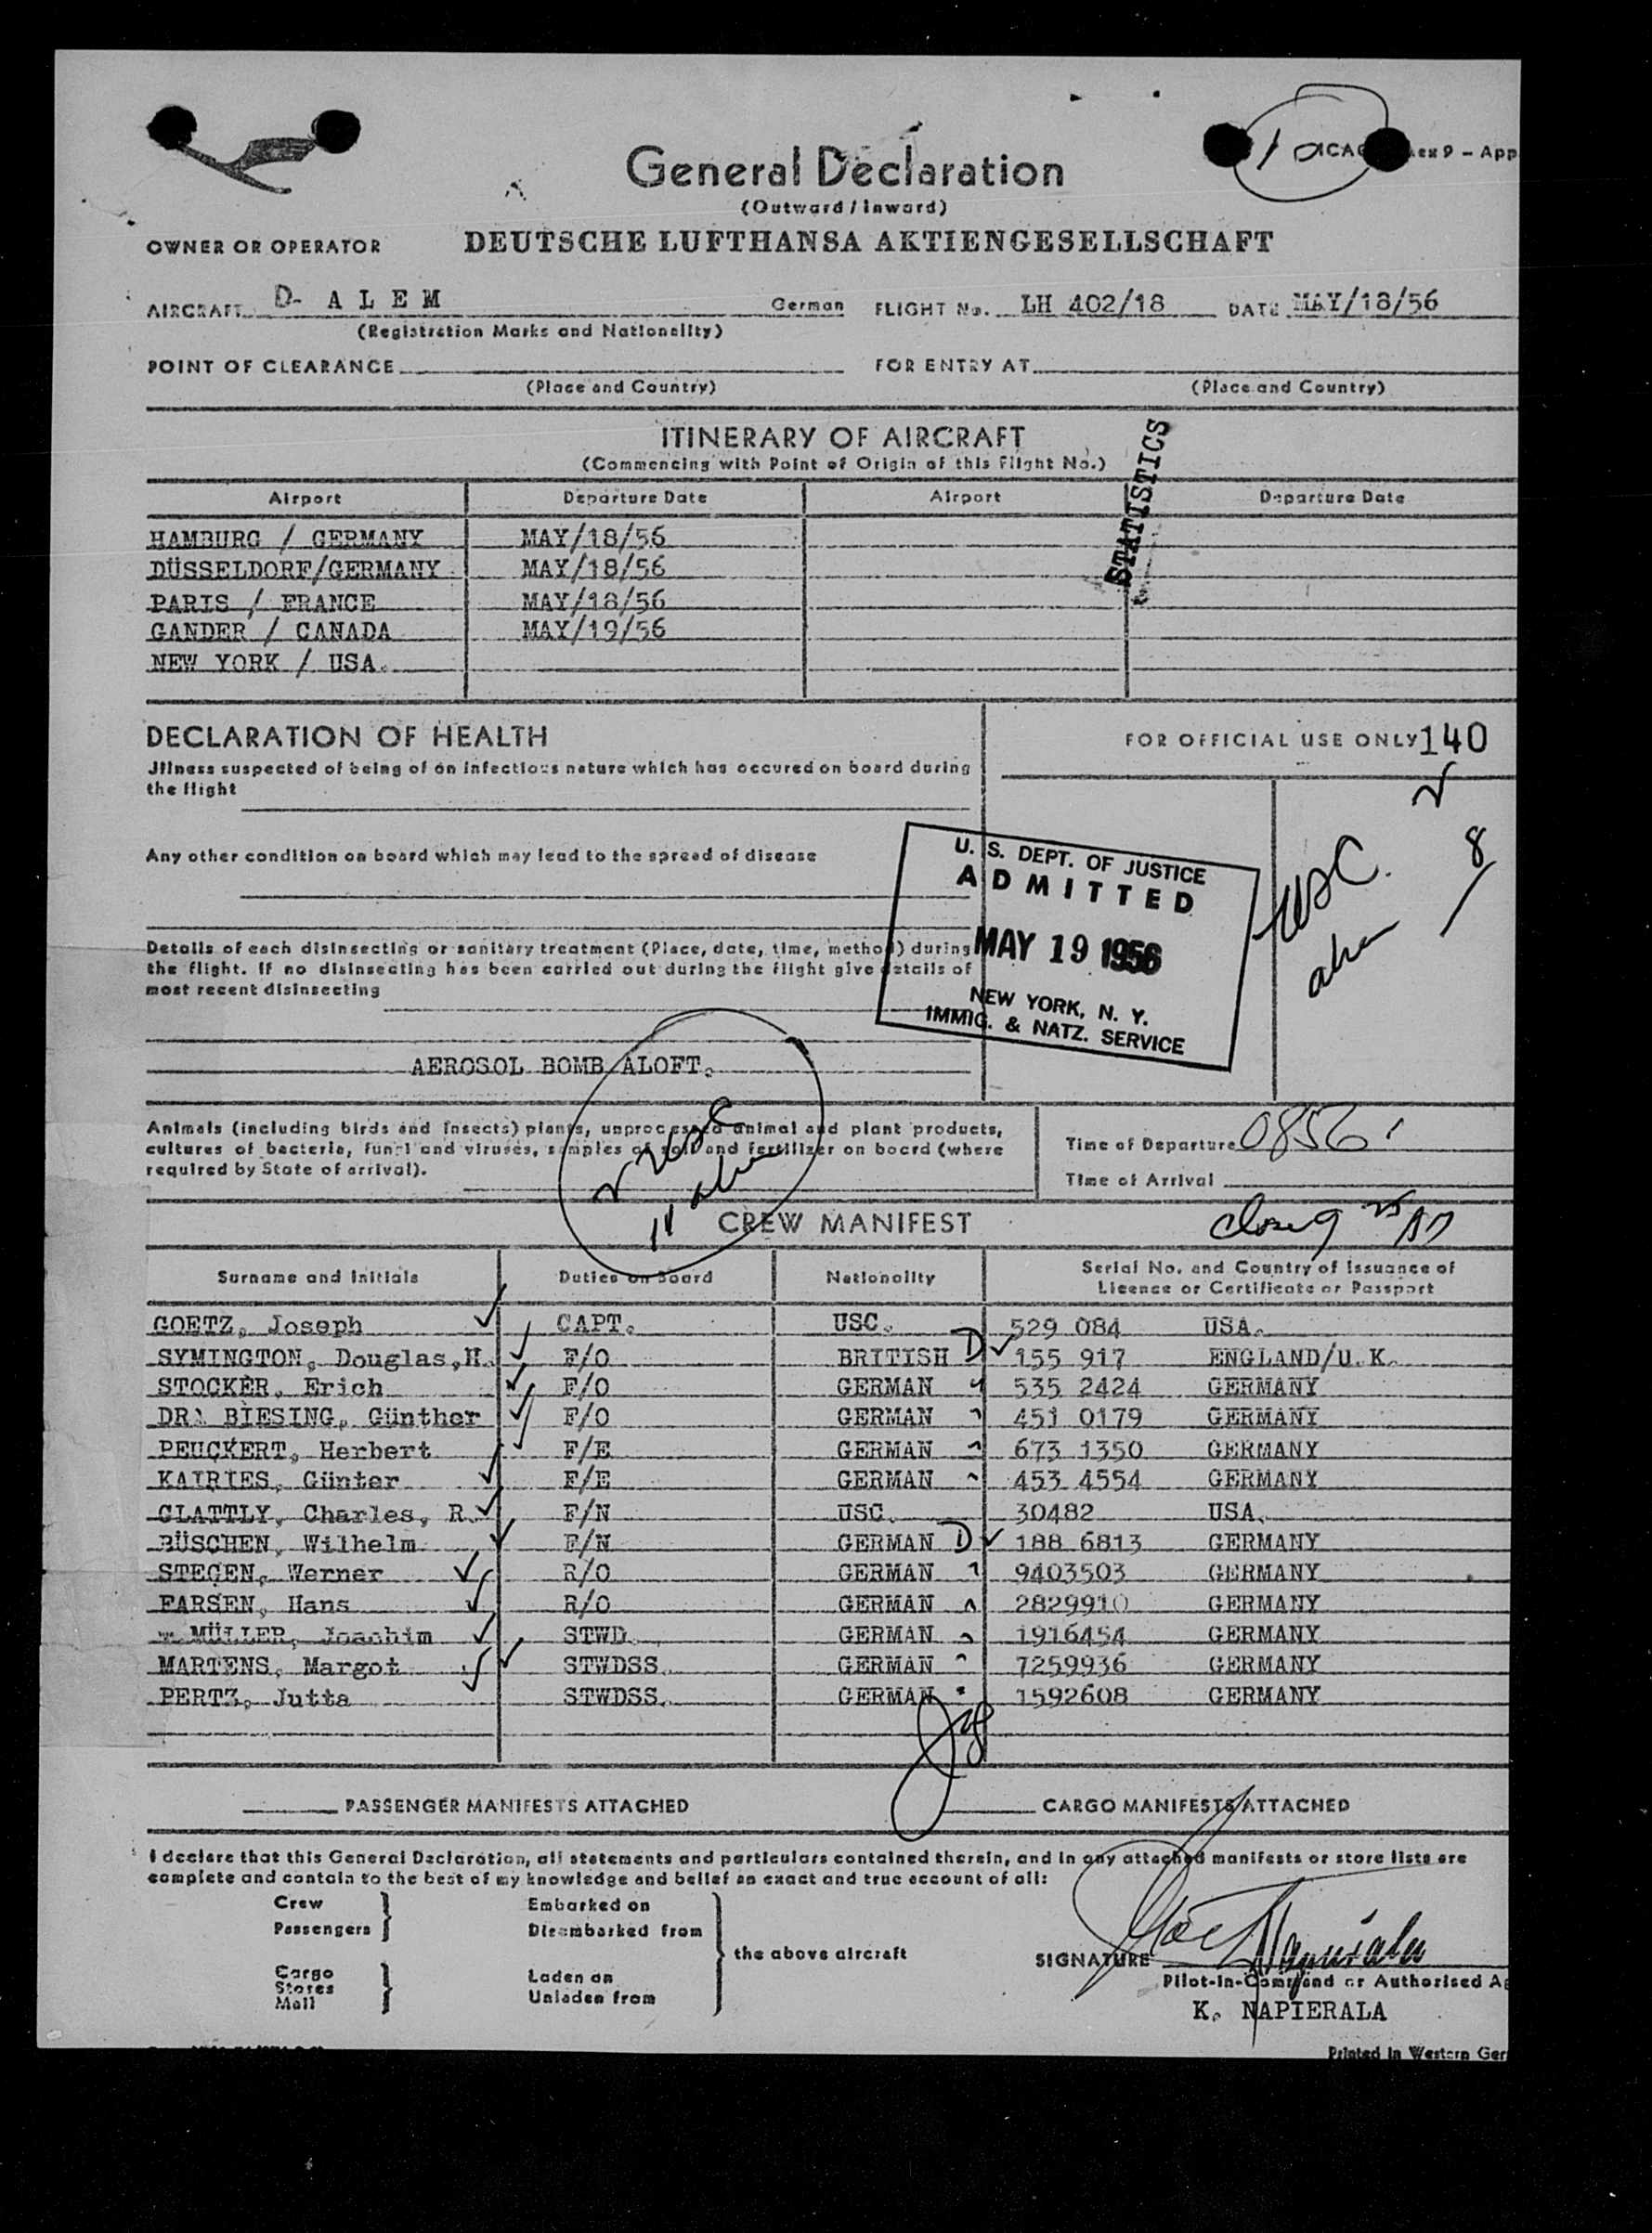 General Declaration
(Outward / Inward)
OWNER OR OPERATOR DEUTSCHE LUFTHANSA AKTIENGESELLSCHAFT
AIRCRAFT D- A L E M German FLIGHT No. LH 402/18 DATE MAY/18/56
(Registration Marks and Nationality)
POINT OF CLEARANCE FOR ENTRY AT
(Place and Country) (Place and Country)
ITINERARY OF AIRCRAFT
(Commencing with Point of Origin of this Flight No.)
STATISTICS
Airport Departure Date Airport Departure Date
HAMBURG / GERMANY MAY/18/56
DÜSSELDORF/GERMANY MAY/18/56
PARIS / FRANCE MAY/18/56
GANDER / CANADA MAY/19/56
NEW YORK / USA.
DECLARATION OF HEALTH FOR OFFICIAL USE ONLY 140
Jllness suspected of being of an infectious nature which has occured on board during
the flight
8
USC.
Any other condition on board which may lead to the spread of disease
U. S. DEPT. OF JUSTICE
ADMITTED
MAY 19 1956
NEW YORK, N. Y.
IMMIG. & NATZ. SERVICE
Details of each disinsecting or sanitary treatment (Place, date, time, method) during
the flight. If no disinsecting has been carried out during the flight give details of
most recent disinsecting
AEROSOL BOMB ALOFT.
Animals (including birds and insects) plants, unprocessed animal and plant products,
cultures of bacteria, fungi and viruses, samples of soil and fertilizer on board (where
required by State of arrival).
Time of Departure 0856
Time of Arrival
CREW MANIFEST
Surname and Initials Duties on Board Nationality Serial No. and Country of Issuance of
Licence or Certificate or Passport
GOETZ, Joseph CAPT. USC. 529 084 USA.
SYMINGTON, Douglas,H. F/O BRITISH D 155 917 ENGLAND/U.K.
STOCKER, Erich F/O GERMAN 535 2424 GERMANY
DR. BIESING, Günther F/O GERMAN 451 0179 GERMANY
PEUCKERT, Herbert F/E GERMAN 673 1350 GERMANY
KAIRIES, Günter F/E GERMAN 453 4554 GERMANY
GLATTLY, Charles, R. F/N USC. 30482 USA.
BÜSCHEN, Wilhelm F/N GERMAN D 188 6813 GERMANY
STEGEN, Werner R/O GERMAN 9403503 GERMANY
FARSEN, Hans R/O GERMAN 2829910 GERMANY
v. MÜLLER, Joachim STWD. GERMAN 1916454 GERMANY
MARTENS, Margot STWDSS. GERMAN 7259936 GERMANY
PERTZ, Jutta STWDSS. GERMAN 1592608 GERMANY
PASSENGER MANIFESTS ATTACHED CARGO MANIFESTS ATTACHED
I declare that this General Declaration, all statements and particulars contained therein, and in any attached manifests or store lists are
complete and contain to the best of my knowledge and belief an exact and true account of all:
Crew Embarked on
Passengers Disembarked from
the above aircraft
Cargo Laden on
Stores
Mail Unladen from
SIGNATURE
Pilot-in-Command or Authorised
K. NAPIERALA
Printed in Western Ger